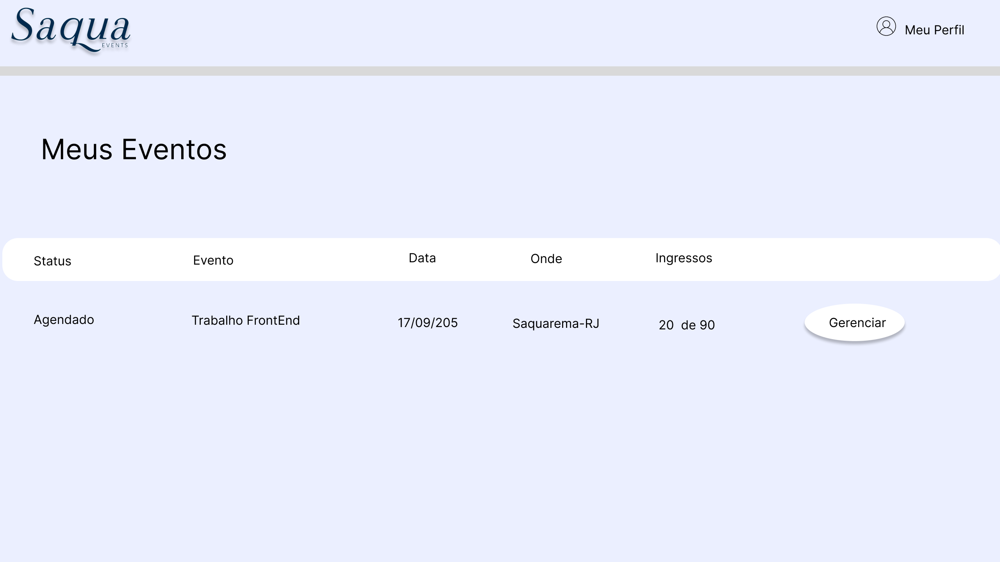 Saqua
EVENTS
Meu Perfil
Meus Eventos
Status Evento Data Onde Ingressos
Agendado Trabalho FrontEnd 17/09/205 Saquarema-RJ 20  de 90 Gerenciar